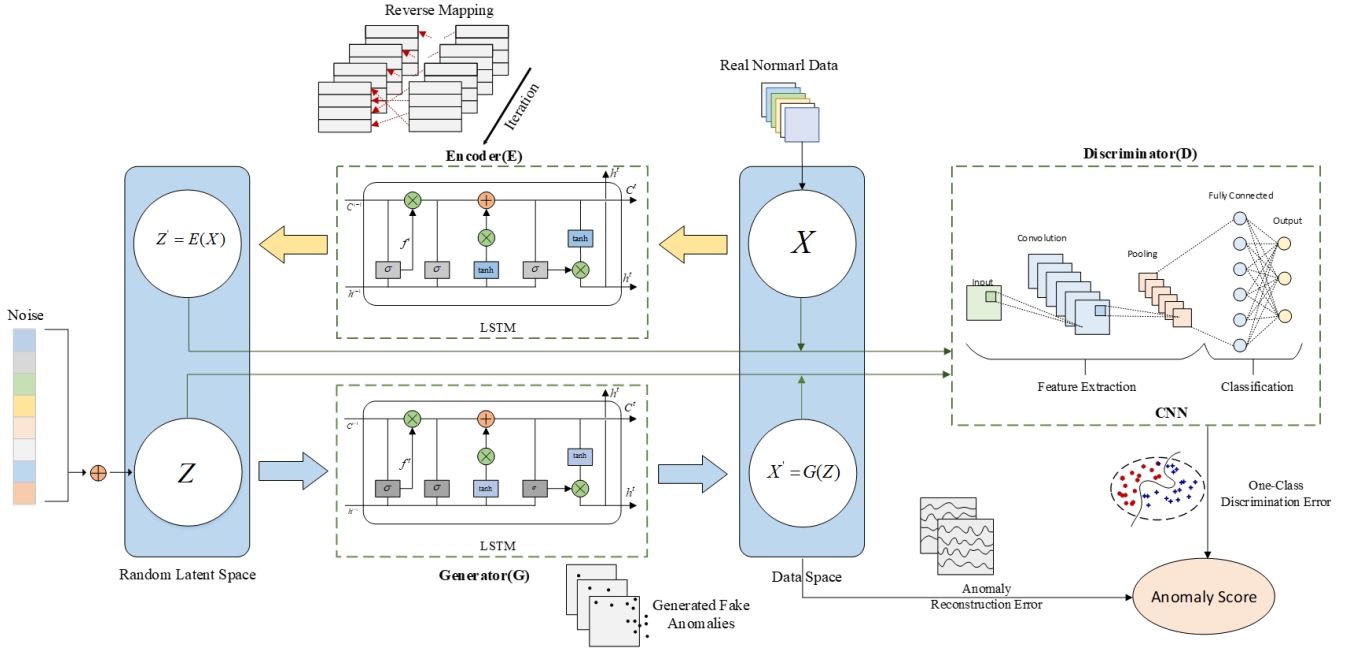 Reverse Mapping
Iteration
Real Normarl Data
Encoder(E)
Discriminator(D)
h^t
C^t
C^{t-1}
f^t
σ
σ
tanh
σ
tanh
h^{t-1}
h^t
LSTM
Z' = E(X)
X
Fully Connected
Output
Convolution
Pooling
Input
Feature Extraction
Classification
CNN
Noise
Z
h^t
C^t
C^{t-1}
f^t
σ
σ
tanh
σ
tanh
h^{t-1}
h^t
LSTM
X' = G(Z)
Random Latent Space
Generator(G)
Data Space
Generated Fake
Anomalies
One-Class
Discrimination Error
Anomaly
Reconstruction Error
Anomaly Score